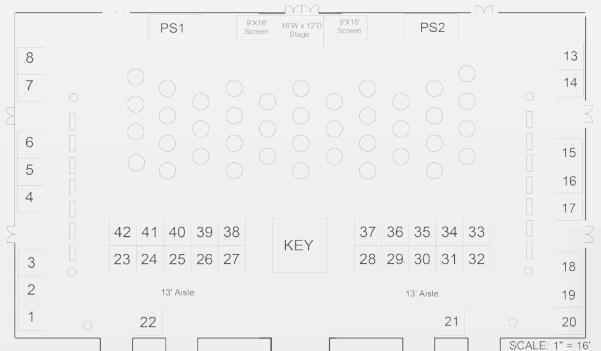 PS1
9'X16'
Screen
16'W x 12'D
Stage
9'X16'
Screen
PS2
8
7
6
5
4
3
2
1
13
14
15
16
17
18
19
20
42 41 40 39 38
23 24 25 26 27
KEY
37 36 35 34 33
28 29 30 31 32
13' Aisle
13' Aisle
22
21
SCALE: 1" = 16'